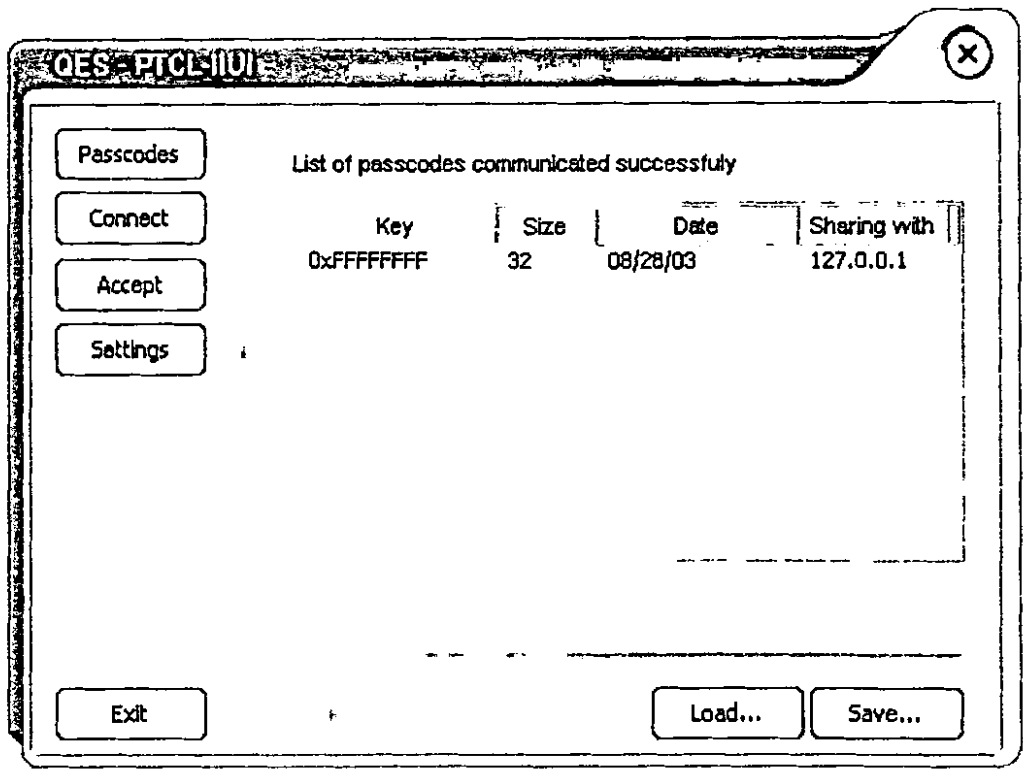 QES - PTCL-IIUI
Passcodes
Connect
Accept
Settings
List of passcodes communicated successfuly
Key Size Date Sharing with
0xFFFFFFFF 32 08/28/03 127.0.0.1
Exit
Load...
Save...